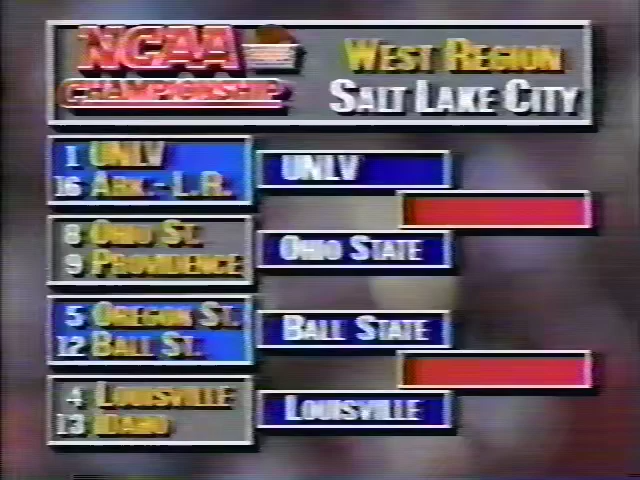 NCAA
CHAMPIONSHIP
WEST REGION
SALT LAKE CITY
1 UNLV
16 ARK.-L.R.
UNLV
8 OHIO ST.
9 PROVIDENCE
OHIO STATE
5 OREGON ST.
12 BALL ST.
BALL STATE
4 LOUISVILLE
13 IDAHO
LOUISVILLE